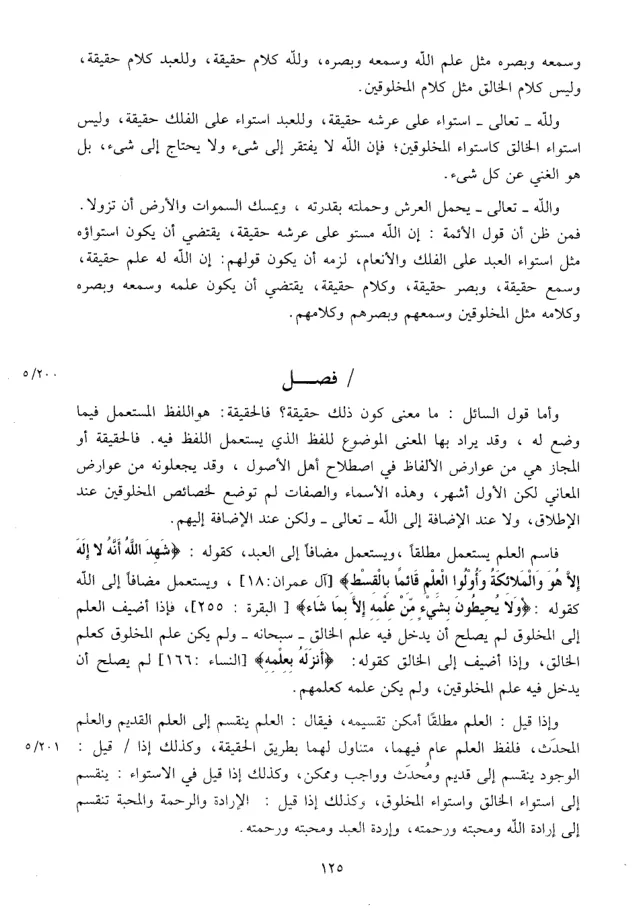 وسمعه وبصره مثل علم الله وسمعه وبصره، ولله كلام حقيقة، وللعبد كلام حقيقة،
وليس كلام الخالق مثل كلام المخلوقين.
ولله ـ تعالى ـ استواء على عرشه حقيقة، وللعبد استواء على الفلك حقيقة، وليس
استواء الخالق كاستواء المخلوقين؛ فإن الله لا يفتقر إلى شىء ولا يحتاج إلى شىء، بل
هو الغني عن كل شىء.
والله ـ تعالى ـ يحمل العرش وحملته بقدرته ، ويمسك السموات والأرض أن تزولا.
فمن ظن أن قول الأئمة : إن الله مستو على عرشه حقيقة، يقتضي أن يكون استواؤه
مثل استواء العبد على الفلك والأنعام، لزمه أن يكون قولهم: إن الله له علم حقيقة،
وسمع حقيقة، وبصر حقيقة، وكلام حقيقة، يقتضي أن يكون علمه وسمعه وبصره
وكلامه مثل المخلوقين وسمعهم وبصرهم وكلامهم.
/ فصــل ٥/٢٠٠
وأما قول السائل : ما معنى كون ذلك حقيقة؟ فالحقيقة: هواللفظ المستعمل فيما
وضع له ، وقد يراد بها المعنى الموضوع للفظ الذي يستعمل اللفظ فيه. فالحقيقة أو
المجاز هي من عوارض الألفاظ في اصطلاح أهل الأصول ، وقد يجعلونه من عوارض
المعاني لكن الأول أشهر، وهذه الأسماء والصفات لم توضع لخصائص المخلوقين عند
الإطلاق، ولا عند الإضافة إلى الله ـ تعالى ـ ولكن عند الإضافة إليهم.
فاسم العلم يستعمل مطلقاً ،ويستعمل مضافاً إلى العبد، كقوله : ﴿شَهِدَ اللَّهُ أَنَّهُ لا إِلَهَ
إِلاَّ هُوَ وَالْمَلائِكَةُ وَأُوْلُوا الْعِلْمِ قَائِمًا بِالْقِسْطِ﴾ [آل عمران:١٨] ، ويستعمل مضافاً إلى الله
كقوله :﴿وَلا يُحِيطُونَ بِشَيْءٍ مِّنْ عِلْمِهِ إِلاَّ بِمَا شَاءَ﴾ [ البقرة : ٢٥٥]، فإذا أضيف العلم
إلى المخلوق لم يصلح أن يدخل فيه علم الخالق ـ سبحانه ـ ولم يكن علم المخلوق كعلم
الخالق، وإذا أضيف إلى الخالق كقوله: ﴿أَنزَلَهُ بِعِلْمِهِ﴾ [النساء :١٦٦] لم يصلح أن
يدخل فيه علم المخلوقين، ولم يكن علمه كعلمهم.
وإذا قيل : العلم مطلقًا أمكن تقسيمه، فيقال : العلم ينقسم إلى العلم القديم والعلم
المحدَث، فلفظ العلم عام فيهما، متناول لهما بطريق الحقيقة، وكذلك إذا / قيل : ٥/٢٠١
الوجود ينقسم إلى قديم ومُحدَث وواجب وممكن، وكذلك إذا قيل في الاستواء : ينقسم
إلى استواء الخالق واستواء المخلوق، وكذلك إذا قيل : الإرادة والرحمة والمحبة تنقسم
إلى إرادة الله ومحبته ورحمته، وإردة العبد ومحبته ورحمته.
١٢٥